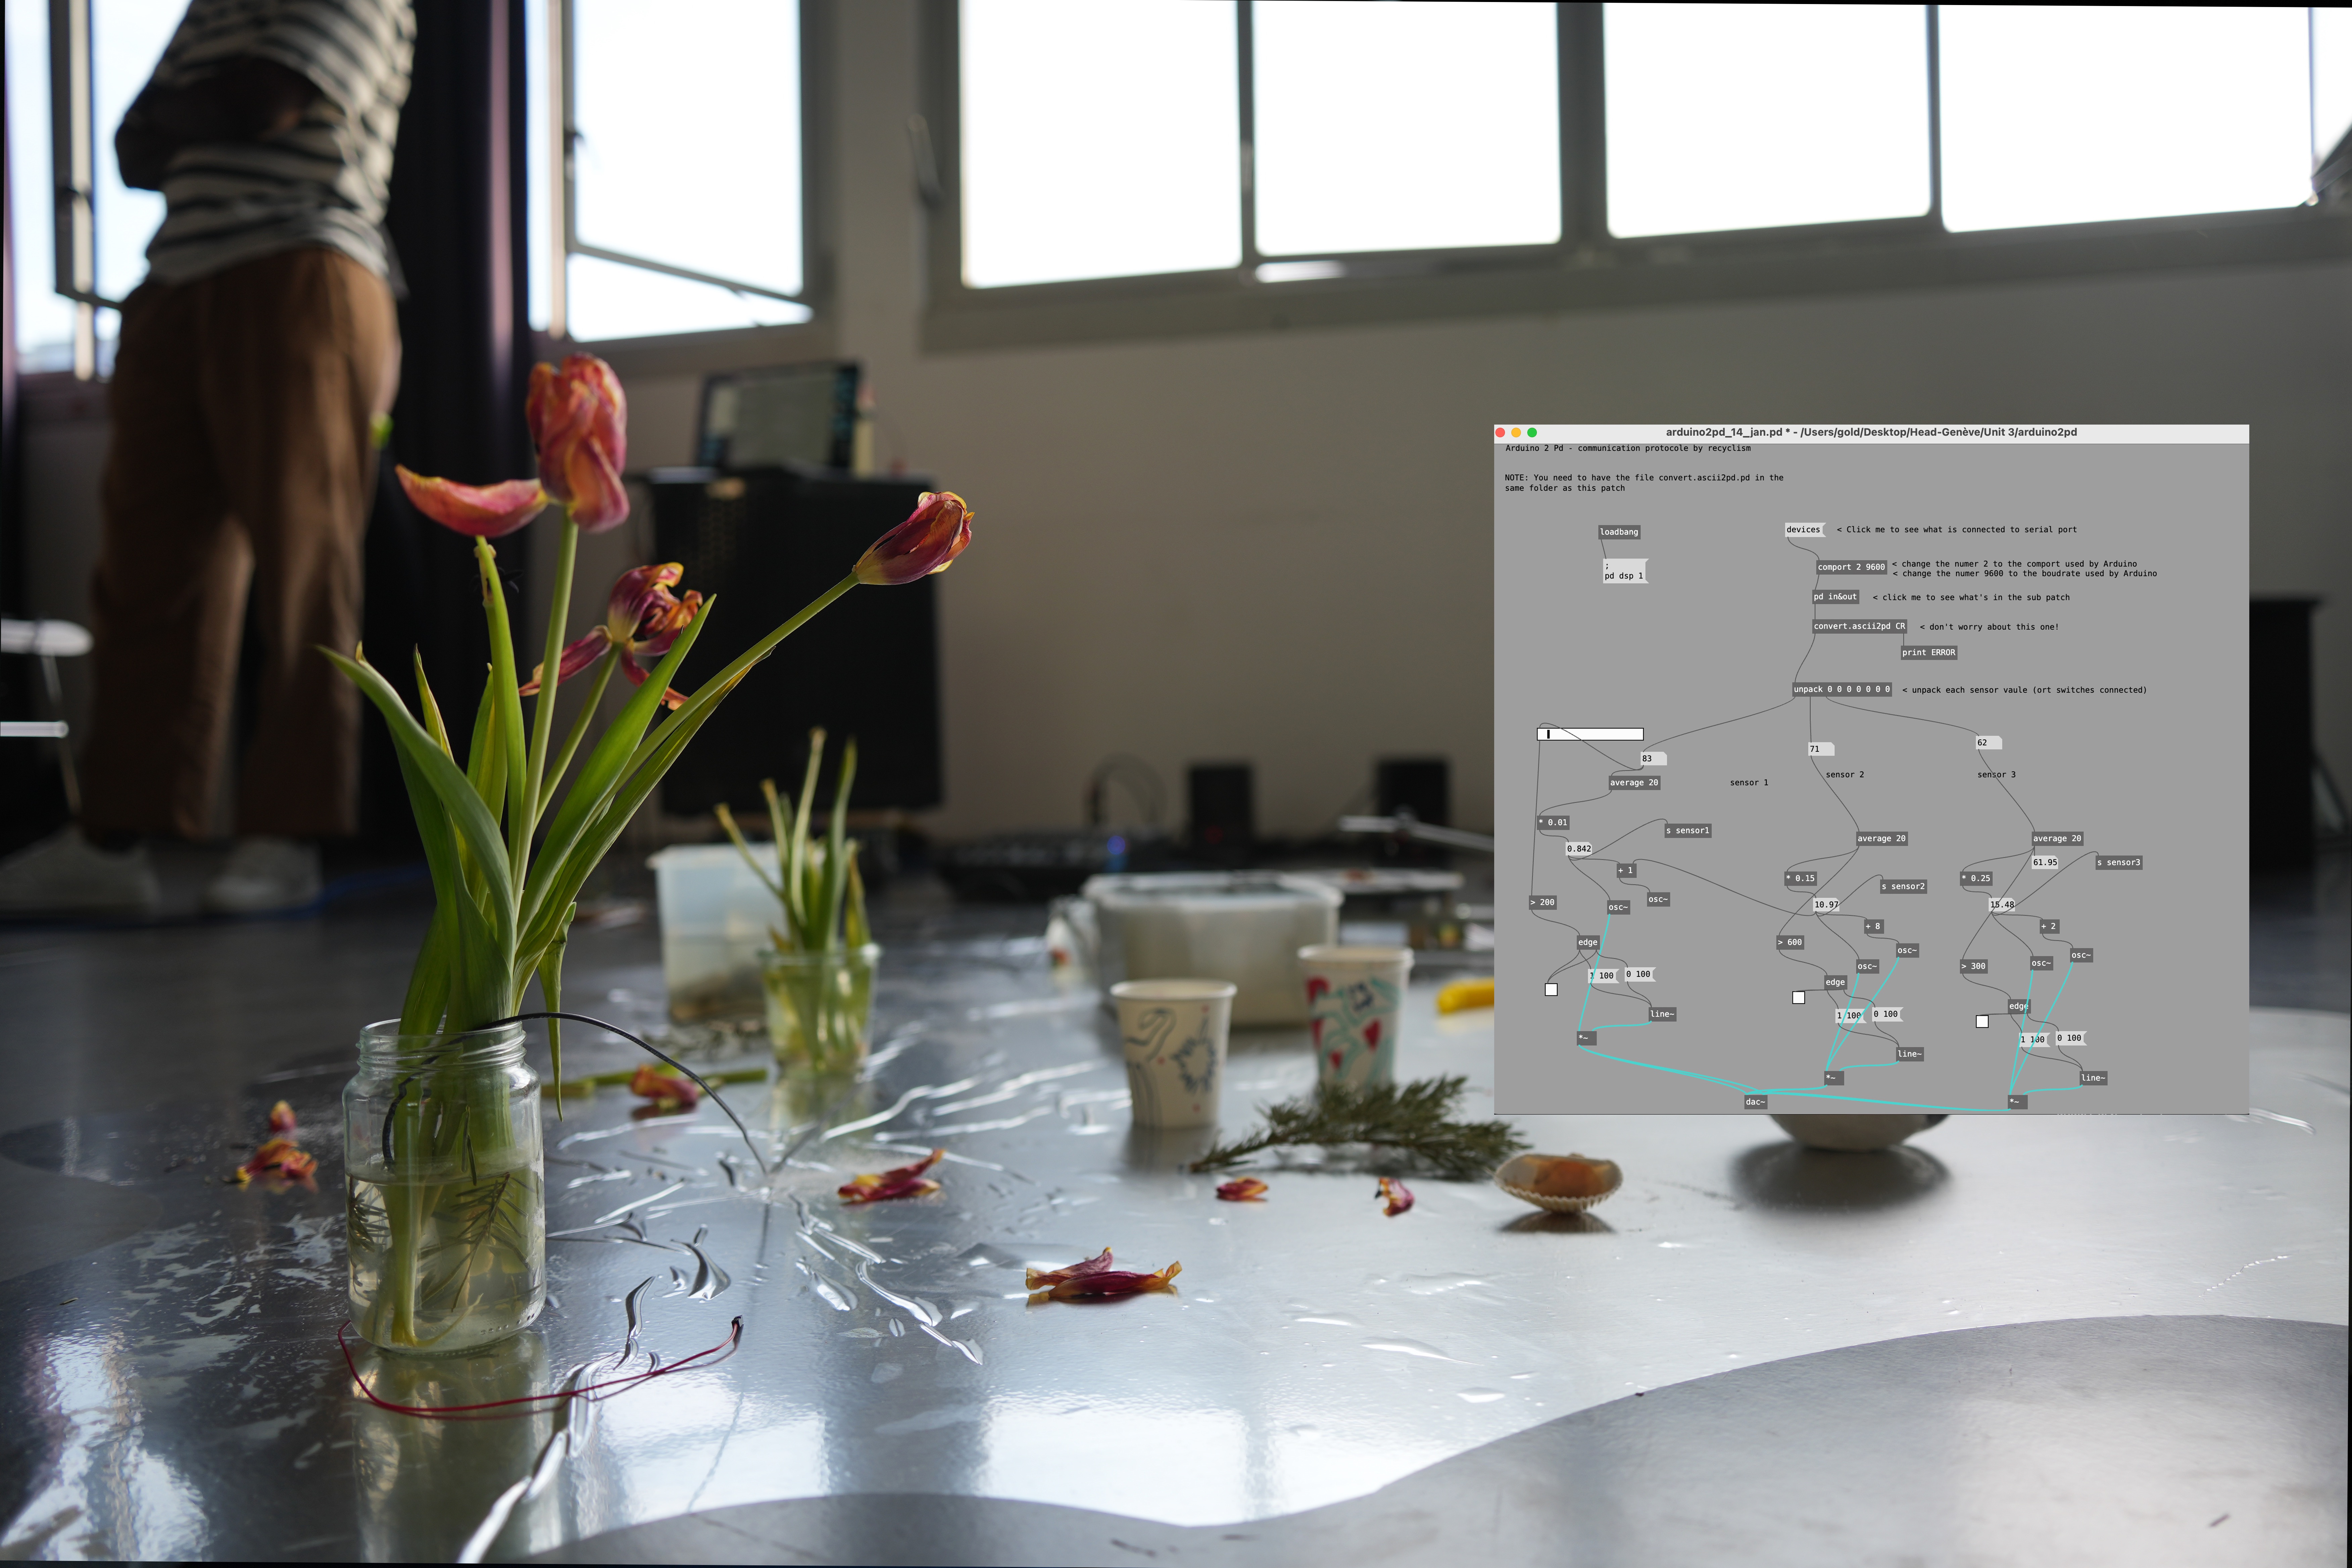 arduino2pd_14_jan.pd * - /Users/gold/Desktop/Head-Genève/Unit 3/arduino2pd
Arduino 2 Pd - communication protocole by recyclism
NOTE: You need to have the file convert.ascii2pd.pd in the
same folder as this patch
loadbang
;
pd dsp 1
devices
< Click me to see what is connected to serial port
comport 2 9600
< change the numer 2 to the comport used by Arduino
< change the numer 9600 to the boudrate used by Arduino
pd in&out
< click me to see what's in the sub patch
convert.ascii2pd CR
< don't worry about this one!
print ERROR
unpack 0 0 0 0 0 0 0
< unpack each sensor vaule (ort switches connected)
83
average 20
sensor 1
* 0.01
s sensor1
0.842
+ 1
osc~
> 200
osc~
edge
1 100
0 100
line~
*~
71
sensor 2
average 20
* 0.15
s sensor2
10.97
+ 8
> 600
osc~
osc~
edge
1 100
0 100
line~
*~
62
sensor 3
average 20
61.95
s sensor3
* 0.25
15.48
+ 2
osc~
> 300
osc~
edge
1 100
0 100
line~
*~
dac~